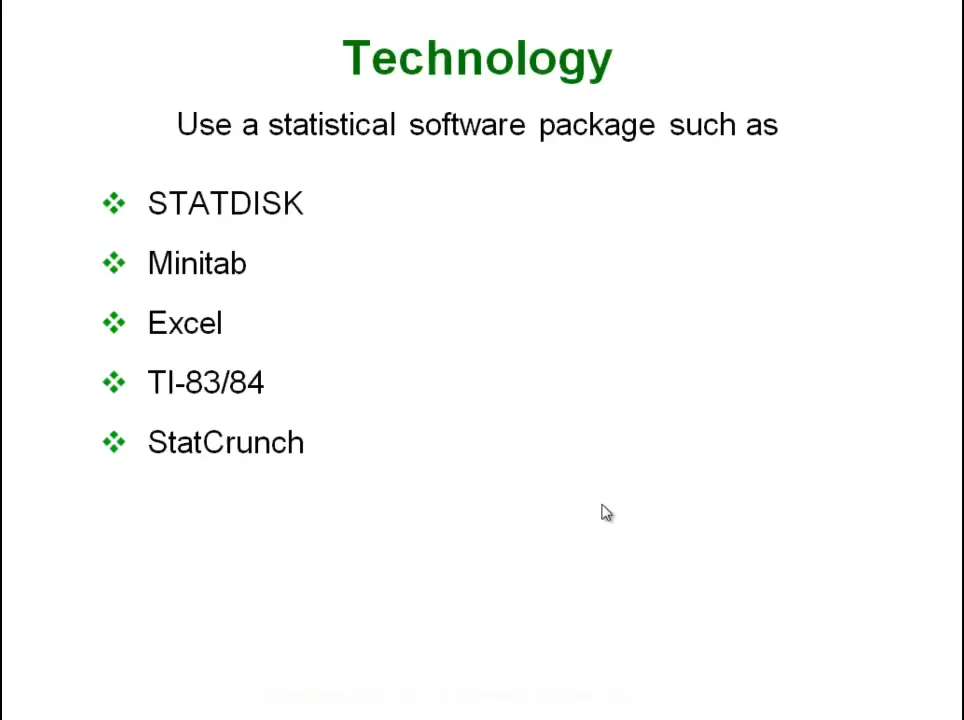 Technology
Use a statistical software package such as
STATDISK
Minitab
Excel
TI-83/84
StatCrunch